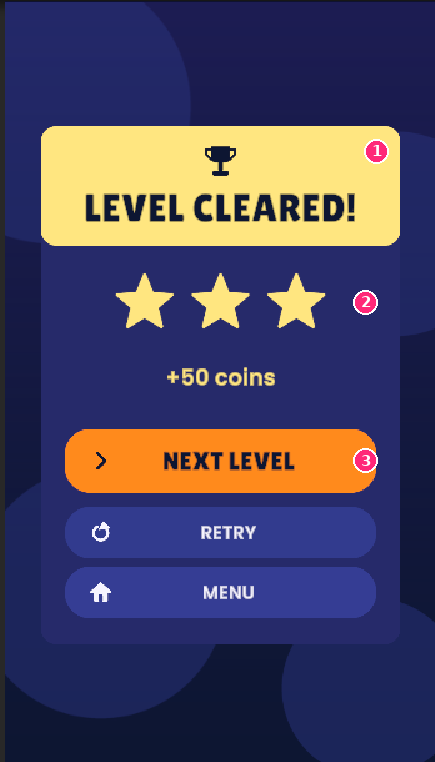 1
LEVEL CLEARED!
2
+50 coins
NEXT LEVEL
3
RETRY
MENU